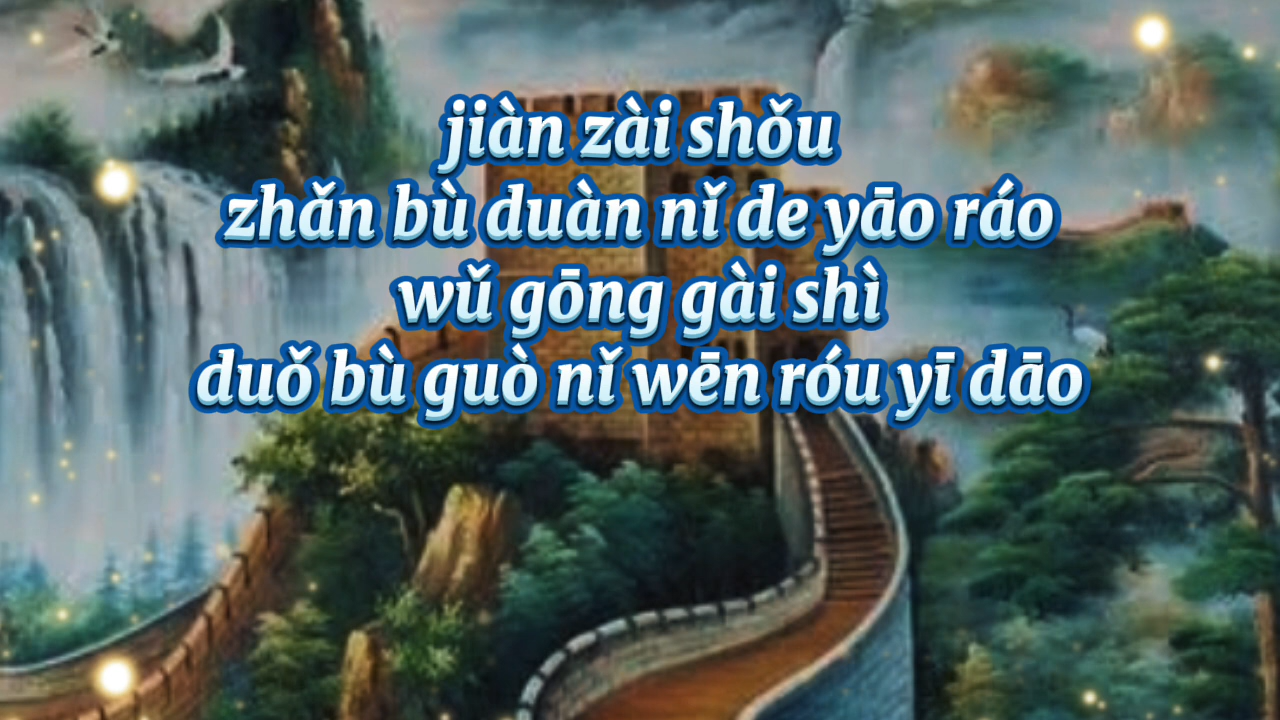 jiàn zài shǒu
zhǎn bù duàn nǐ de yāo ráo
wǔ gōng gài shì
duǒ bù guò nǐ wēn róu yī dāo